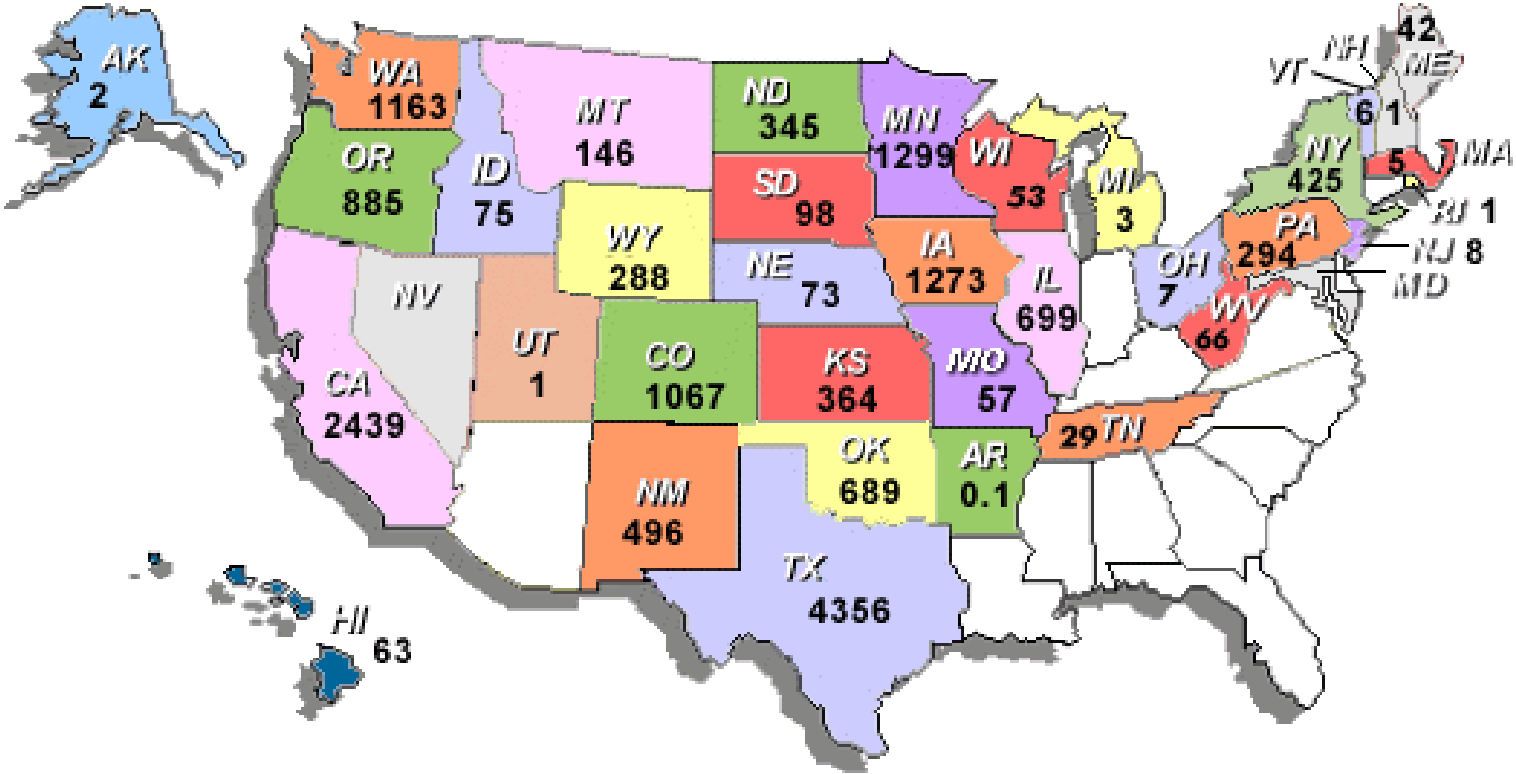 AK
2
WA
1163
OR
885
CA
2439
NV
ID
75
MT
146
WY
288
UT
1
CO
1067
NM
496
ND
345
SD
98
NE
73
KS
364
OK
689
TX
4356
MN
1299
IA
1273
MO
57
AR
0.1
WI
53
IL
699
MI
3
OH
7
TN
29
WV
66
PA
294
NY
425
VT
6
NH
1
ME
42
MA
5
RI 1
NJ 8
MD
HI
63